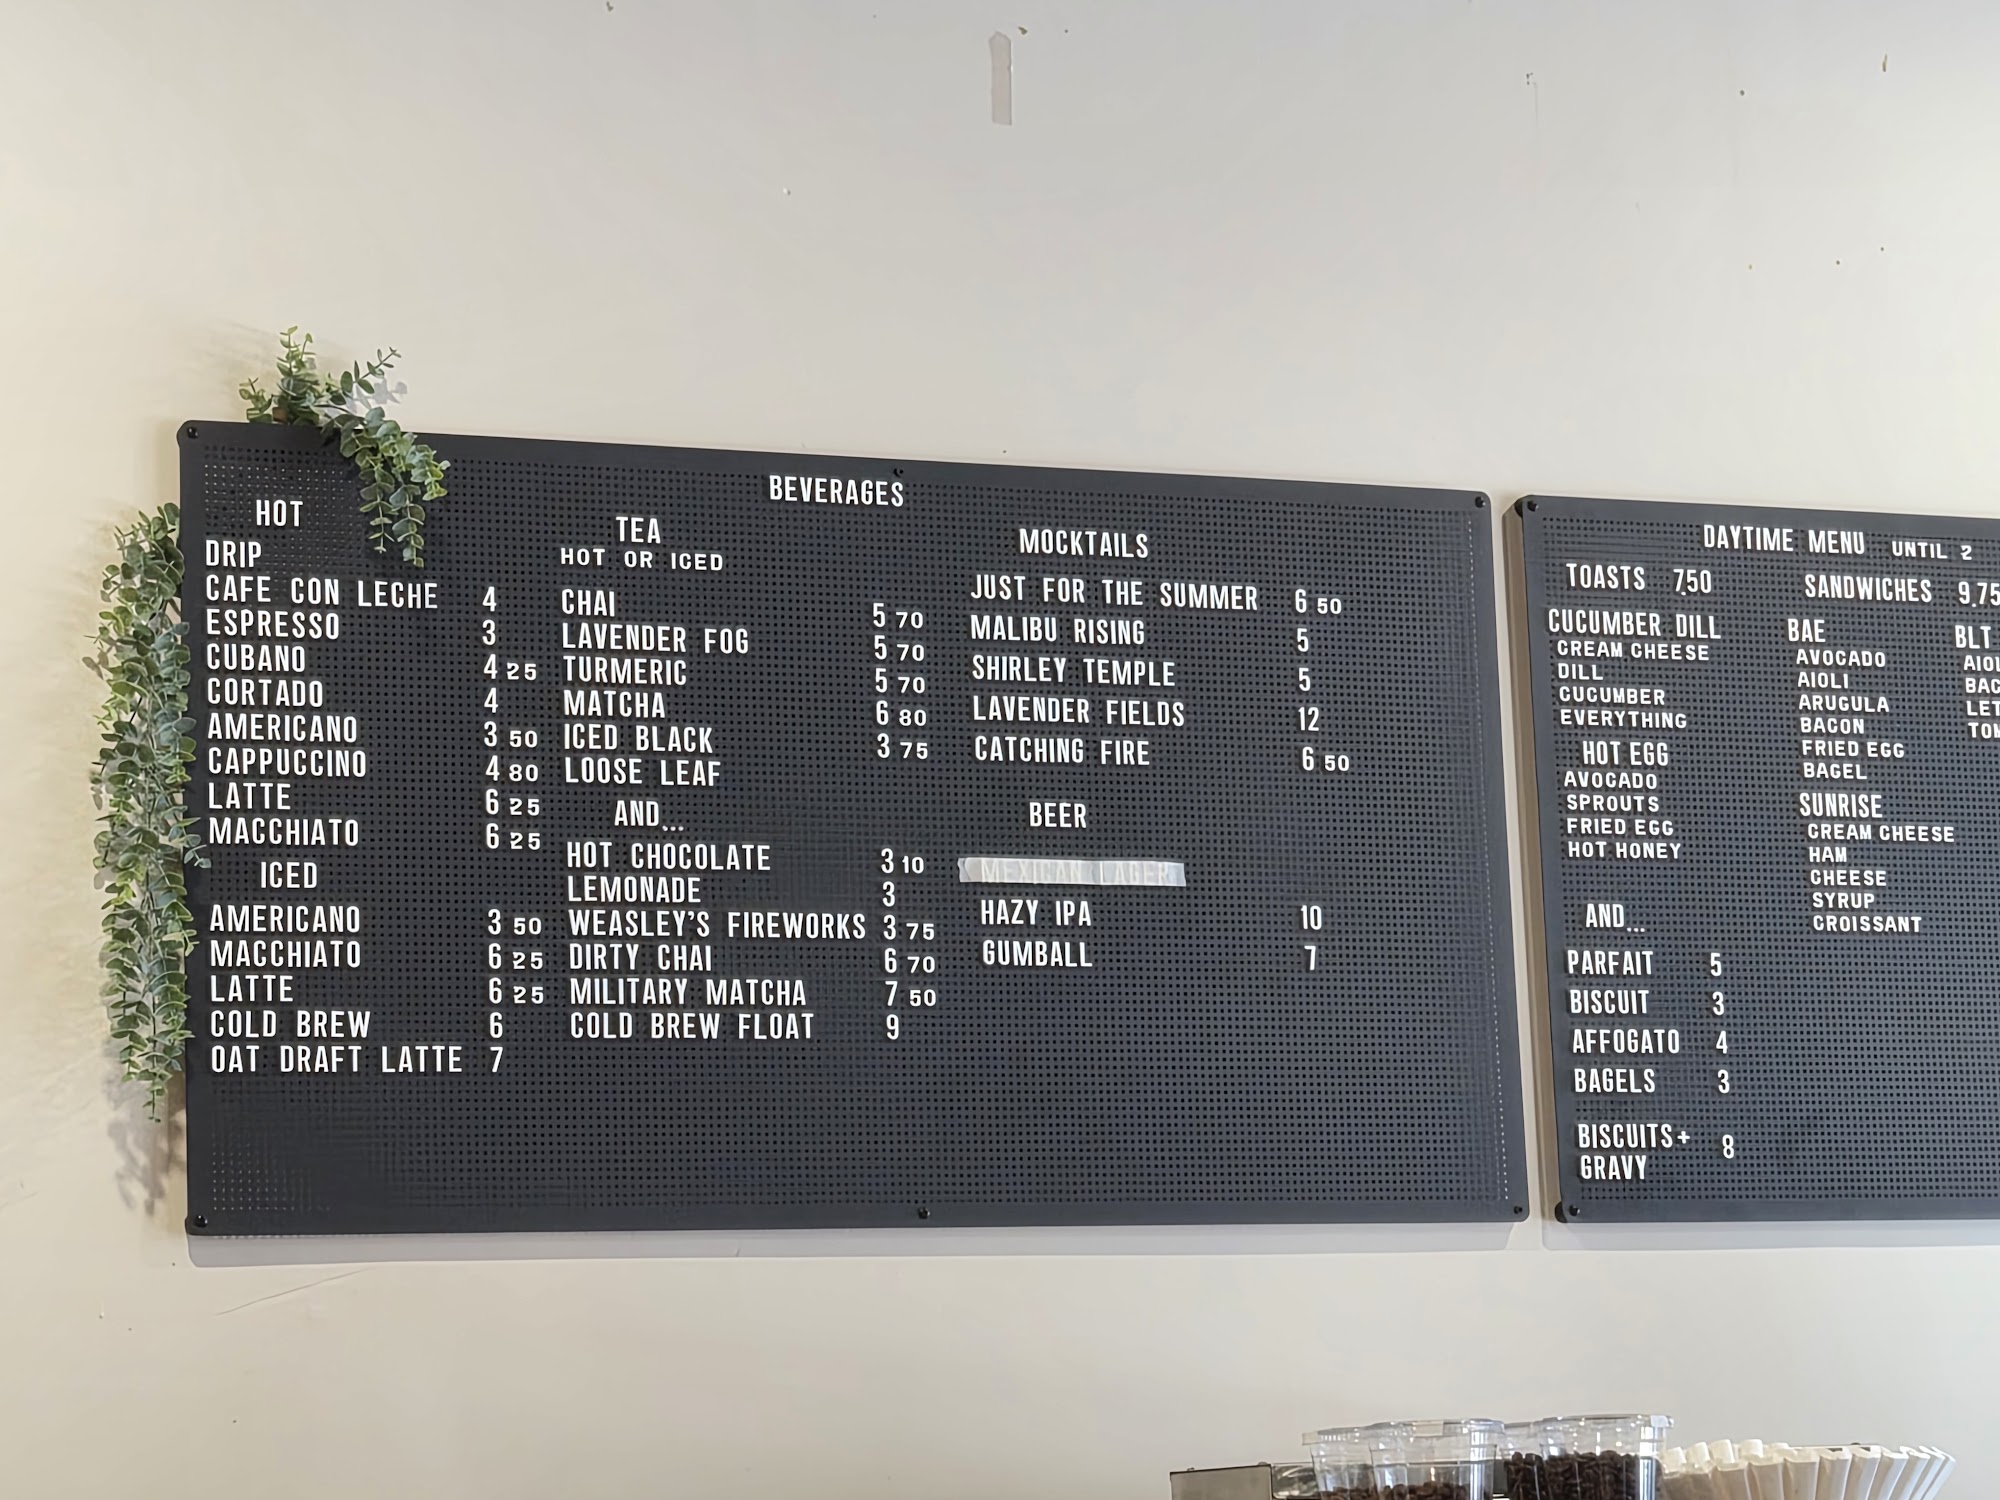 BEVERAGES
HOT
DRIP
CAFE CON LECHE 4
ESPRESSO 3
CUBANO 4 25
CORTADO 4
AMERICANO 3 50
CAPPUCCINO 4 80
LATTE 6 25
MACCHIATO 6 25
ICED
AMERICANO 3 50
MACCHIATO 6 25
LATTE 6 25
COLD BREW 6
OAT DRAFT LATTE 7
TEA
HOT OR ICED
CHAI 5 70
LAVENDER FOG 5 70
TURMERIC 5 70
MATCHA 6 80
ICED BLACK 3 75
LOOSE LEAF
AND...
HOT CHOCOLATE 3 10
LEMONADE 3
WEASLEY'S FIREWORKS 3 75
DIRTY CHAI 6 70
MILITARY MATCHA 7 50
COLD BREW FLOAT 9
MOCKTAILS
JUST FOR THE SUMMER 6 50
MALIBU RISING 5
SHIRLEY TEMPLE 5
LAVENDER FIELDS 12
CATCHING FIRE 6 50
BEER
MEXICAN LAGER
HAZY IPA 10
GUMBALL 7
DAYTIME MENU UNTIL 2
TOASTS 7.50
CUCUMBER DILL
CREAM CHEESE
DILL
CUCUMBER
EVERYTHING
HOT EGG
AVOCADO
SPROUTS
FRIED EGG
HOT HONEY
AND...
PARFAIT 5
BISCUIT 3
AFFOGATO 4
BAGELS 3
BISCUITS+ 8
GRAVY
SANDWICHES 9.75
BAE
AVOCADO
AIOLI
ARUGULA
BACON
FRIED EGG
BAGEL
SUNRISE
CREAM CHEESE
HAM
CHEESE
SYRUP
CROISSANT
BLT